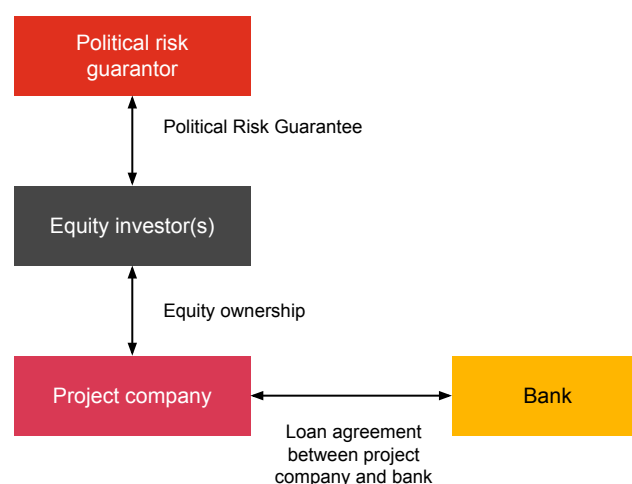 Political risk
guarantor
Political Risk Guarantee
Equity investor(s)
Equity ownership
Project company
Bank
Loan agreement
between project
company and bank